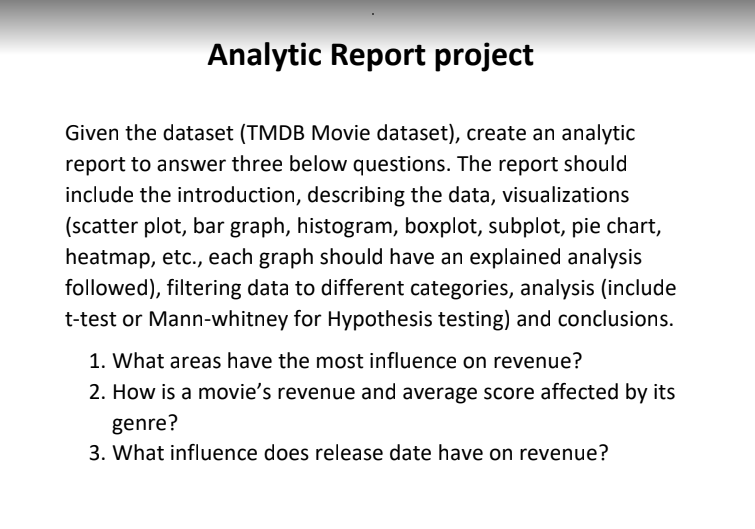 Analytic Report project
Given the dataset (TMDB Movie dataset), create an analytic
report to answer three below questions. The report should
include the introduction, describing the data, visualizations
(scatter plot, bar graph, histogram, boxplot, subplot, pie chart,
heatmap, etc., each graph should have an explained analysis
followed), filtering data to different categories, analysis (include
t-test or Mann-whitney for Hypothesis testing) and conclusions.
1. What areas have the most influence on revenue?
2. How is a movie’s revenue and average score affected by its
genre?
3. What influence does release date have on revenue?